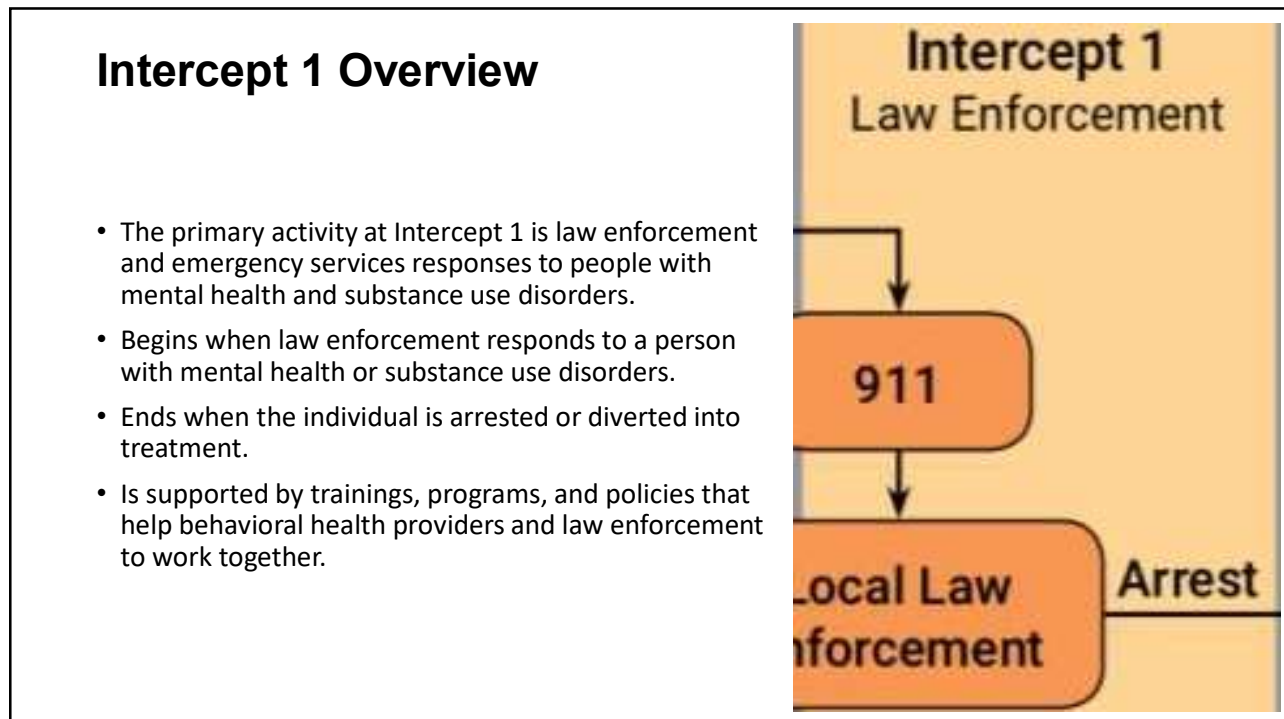 Intercept 1 Overview
• The primary activity at Intercept 1 is law enforcement
and emergency services responses to people with
mental health and substance use disorders.
• Begins when law enforcement responds to a person
with mental health or substance use disorders.
• Ends when the individual is arrested or diverted into
treatment.
• Is supported by trainings, programs, and policies that
help behavioral health providers and law enforcement
to work together.
Intercept 1
Law Enforcement
911
Local Law
nforcement
Arrest